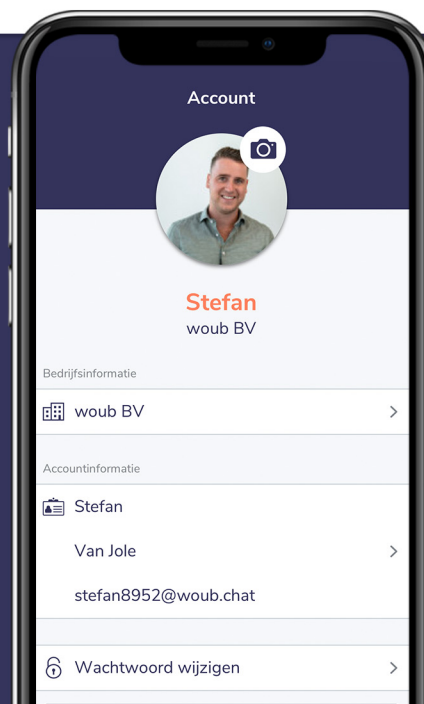 Account
Stefan
woub BV
Bedrijfsinformatie
woub BV
Accountinformatie
Stefan
Van Jole
stefan8952@woub.chat
Wachtwoord wijzigen